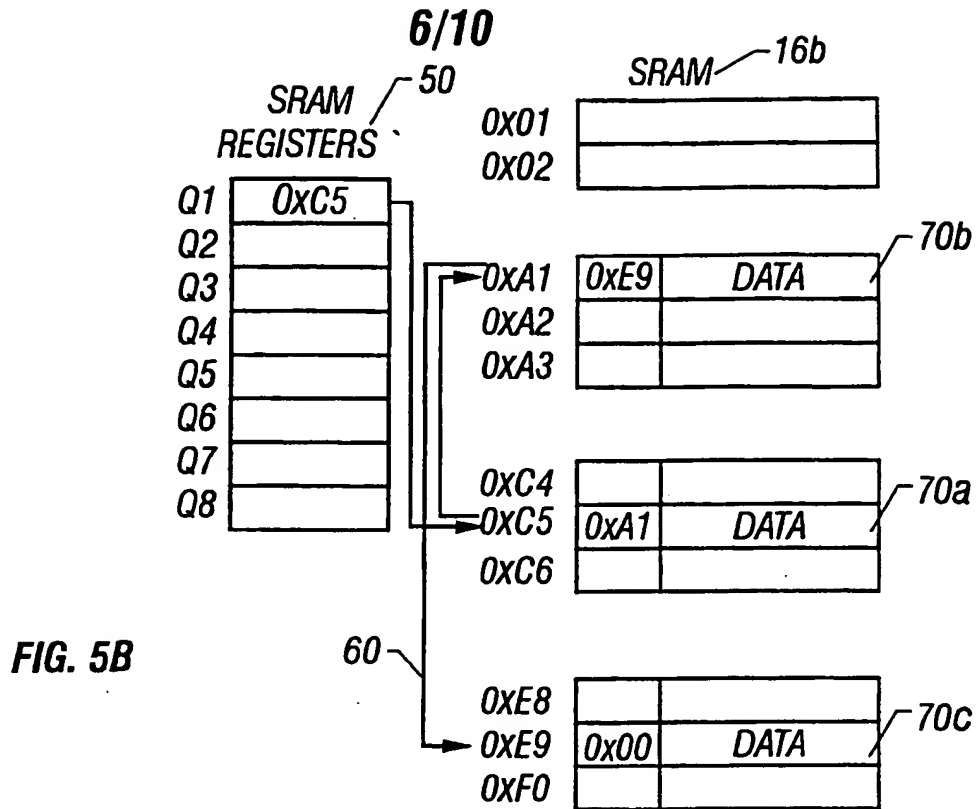 6/10
SRAM REGISTERS 50
Q1 0xC5
Q2
Q3
Q4
Q5
Q6
Q7
Q8
SRAM 16b
0x01
0x02
0xA1 0xE9 DATA 70b
0xA2
0xA3
0xC4
0xC5 0xA1 DATA 70a
0xC6
60
0xE8
0xE9 0x00 DATA 70c
0xF0
FIG. 5B